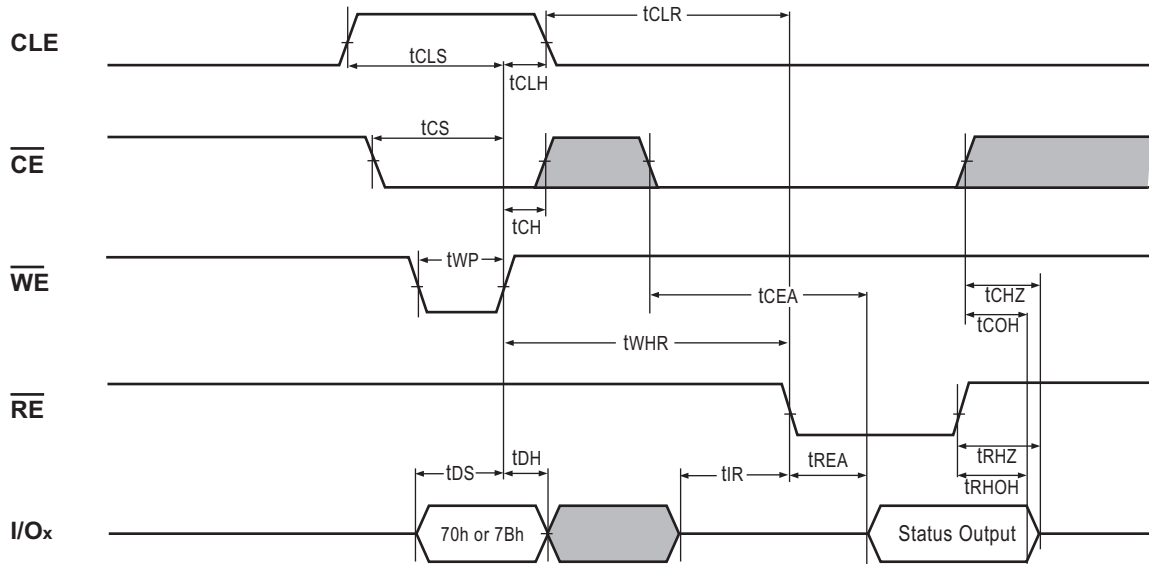 CLE
tCLR
tCLS
tCLH
CE
tCS
tCH
WE
tWP
tCEA
tCHZ
tCOH
tWHR
RE
tDS
tDH
tIR
tREA
tRHZ
tRHOH
I/Ox
70h or 7Bh
Status Output